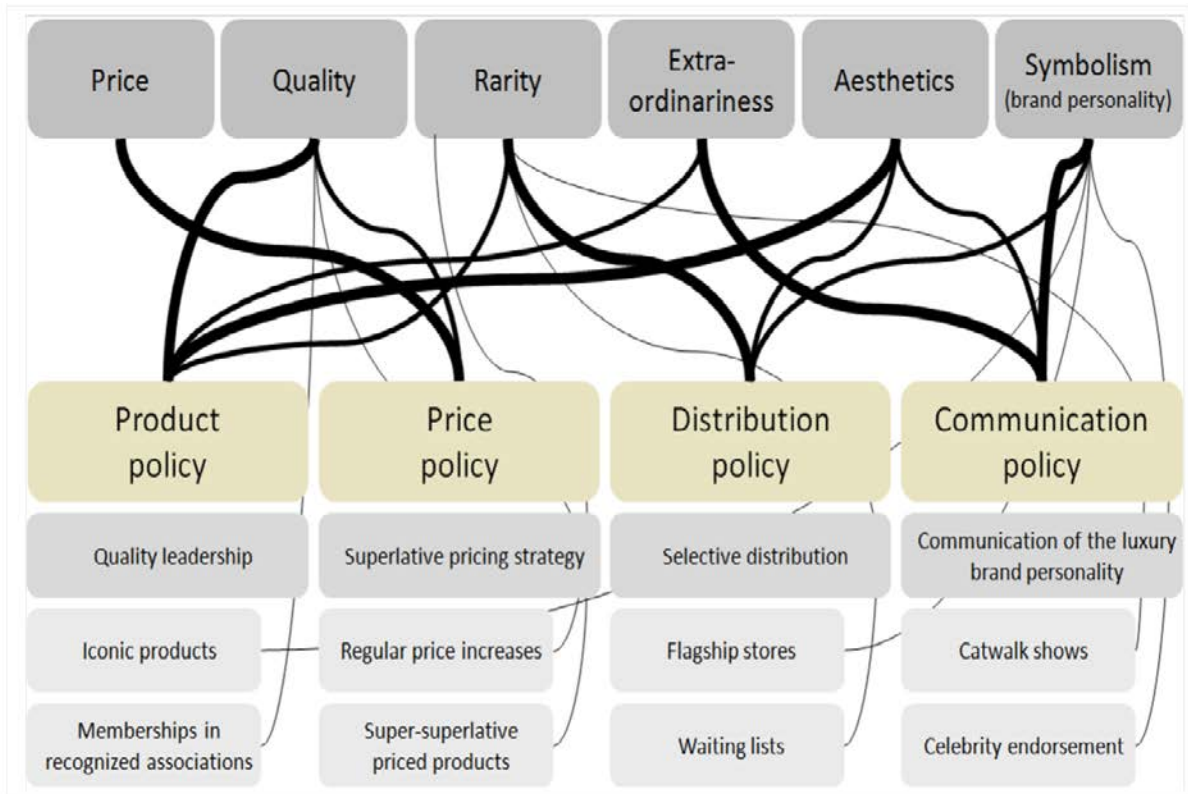 Price
Quality
Rarity
Extra-
ordinariness
Aesthetics
Symbolism
(brand personality)
Product
policy
Price
policy
Distribution
policy
Communication
policy
Quality leadership
Superlative pricing strategy
Selective distribution
Communication of the luxury
brand personality
Iconic products
Regular price increases
Flagship stores
Catwalk shows
Memberships in
recognized associations
Super-superlative
priced products
Waiting lists
Celebrity endorsement